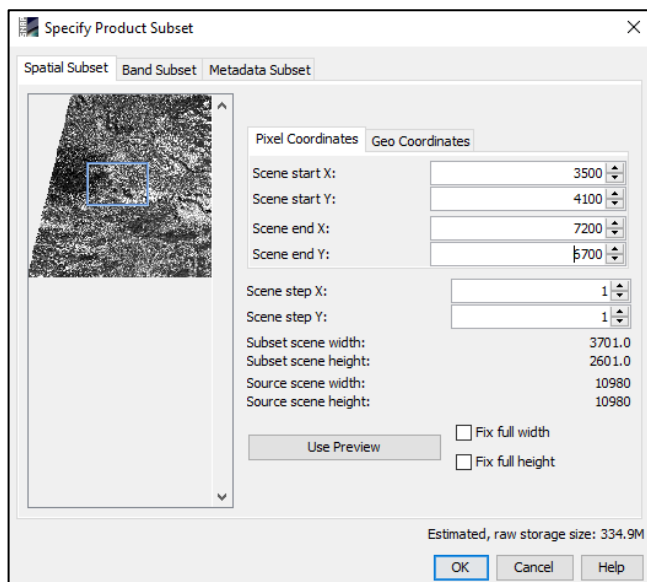 Specify Product Subset
Spatial Subset Band Subset Metadata Subset
Pixel Coordinates Geo Coordinates
Scene start X: 3500
Scene start Y: 4100
Scene end X: 7200
Scene end Y: 6700
Scene step X: 1
Scene step Y: 1
Subset scene width: 3701.0
Subset scene height: 2601.0
Source scene width: 10980
Source scene height: 10980
Use Preview
Fix full width
Fix full height
Estimated, raw storage size: 334.9M
OK Cancel Help